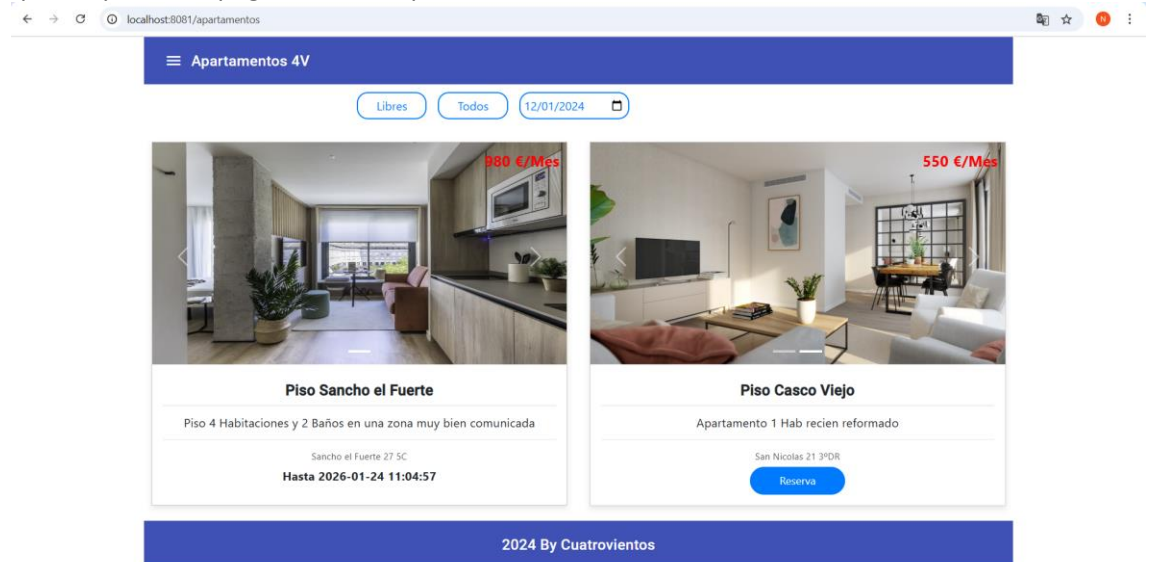 localhost:8081/apartamentos
N
Apartamentos 4V
Libres
Todos
12/01/2024
980 €/Mes
550 €/Mes
Piso Sancho el Fuerte
Piso 4 Habitaciones y 2 Baños en una zona muy bien comunicada
Sancho el Fuerte 27 5C
Hasta 2026-01-24 11:04:57
Piso Casco Viejo
Apartamento 1 Hab recien reformado
San Nicolas 21 3ºDR
Reserva
2024 By Cuatrovientos